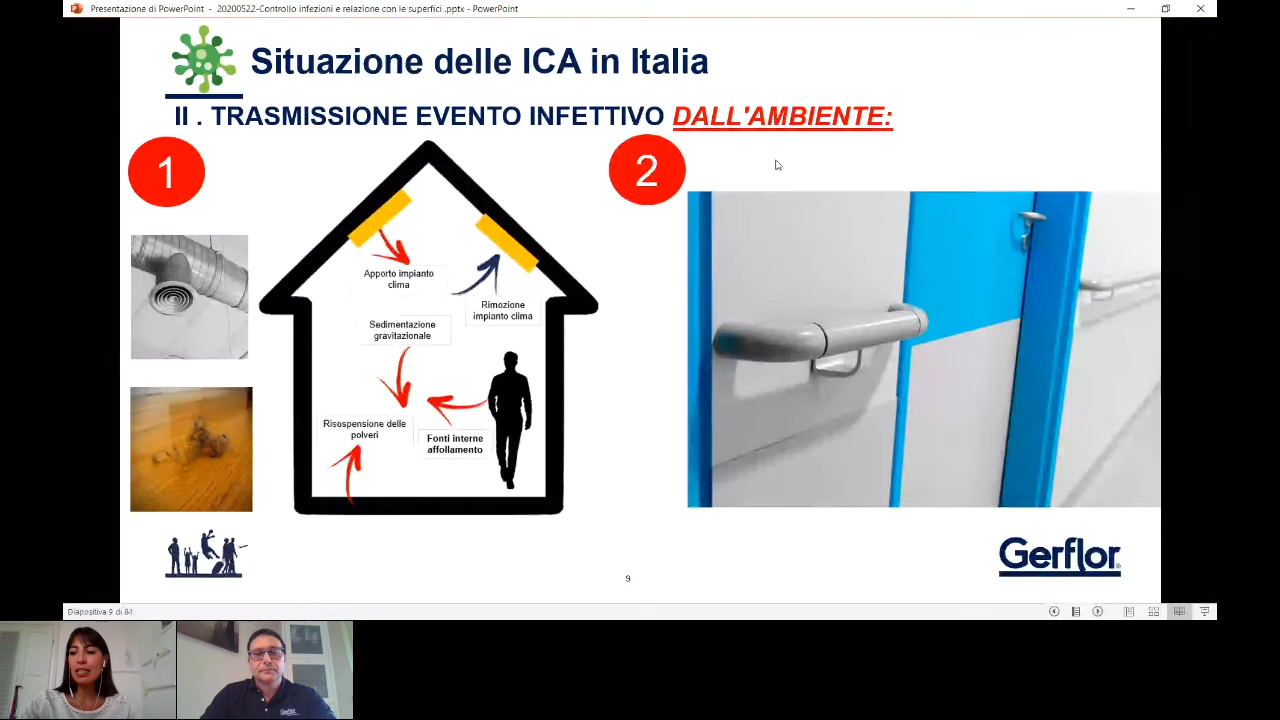 Presentazione di PowerPoint - 20200522-Controllo infezioni e relazione con le superfici .pptx - PowerPoint
Situazione delle ICA in Italia
II . TRASMISSIONE EVENTO INFETTIVO DALL'AMBIENTE:
1
2
Apporto impianto
clima
Rimozione
impianto clima
Sedimentazione
gravitazionale
Risospensione delle
polveri
Fonti interne
affollamento
Gerflor
9
Diapositiva 9 di 64
Gerflor